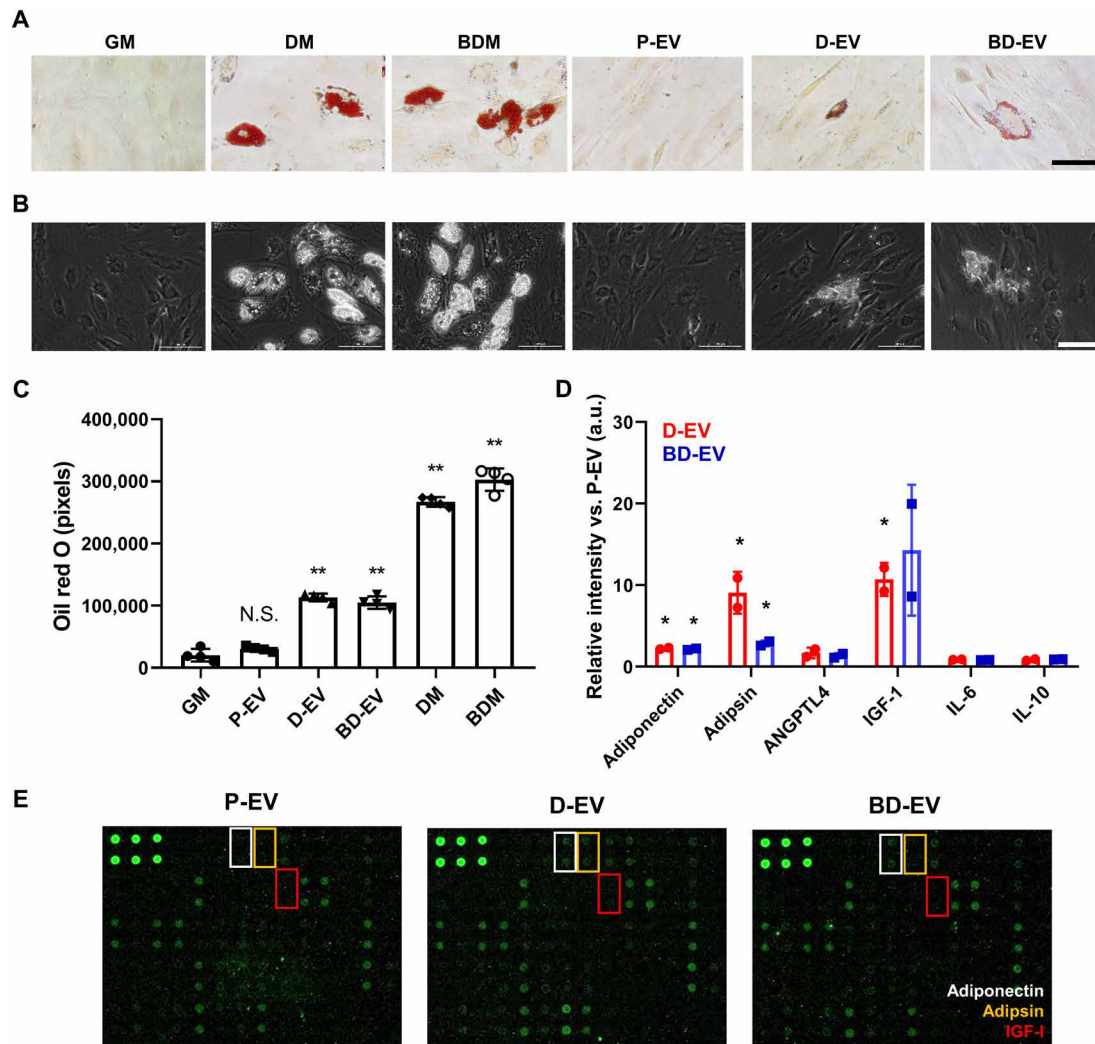 A
GM DM BDM P-EV D-EV BD-EV
B
C
Oil red O (pixels)
400,000
300,000
200,000
100,000
0
N.S.
**
**
**
**
GM P-EV D-EV BD-EV DM BDM
D
Relative intensity vs. P-EV (a.u.)
30
20
10
0
D-EV
BD-EV
* * * * *
Adiponectin Adipsin ANGPTL4 IGF-1 IL-6 IL-10
E
P-EV D-EV BD-EV
Adiponectin
Adipsin
IGF-I